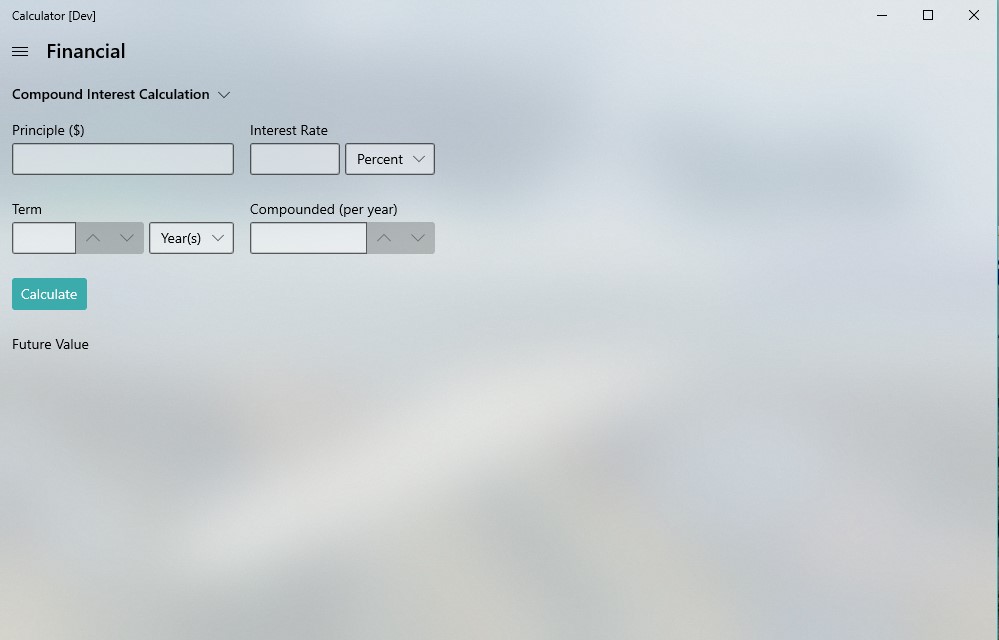 Calculator [Dev]
Financial
Compound Interest Calculation
Principle ($) Interest Rate
Percent
Term Compounded (per year)
Year(s)
Calculate
Future Value